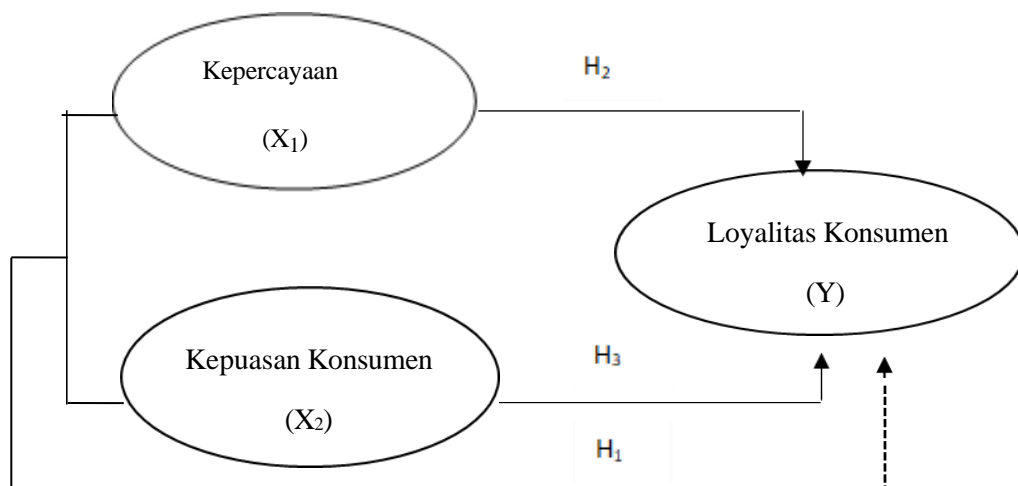 Kepercayaan
(X1)
H2
Loyalitas Konsumen
(Y)
Kepuasan Konsumen
(X2)
H3
H1